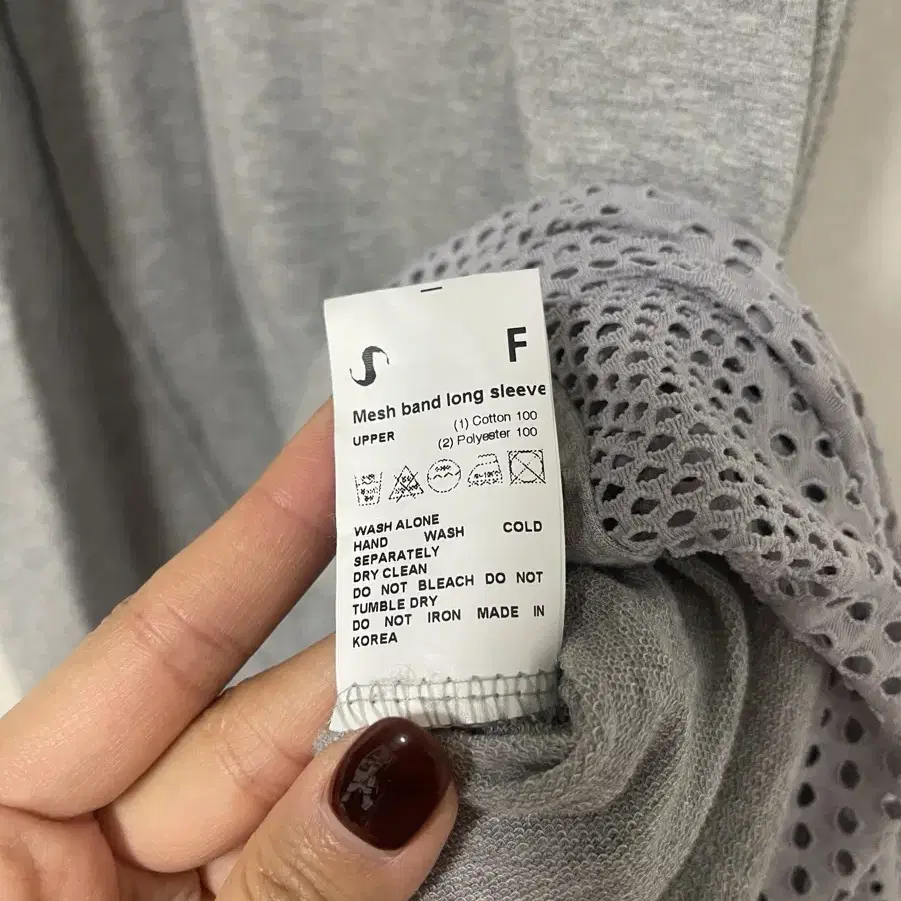 S F
Mesh band long sleeve
UPPER (1) Cotton 100
(2) Polyester 100
WASH ALONE
HAND WASH COLD
SEPARATELY
DRY CLEAN
DO NOT BLEACH DO NOT
TUMBLE DRY
DO NOT IRON MADE IN
KOREA